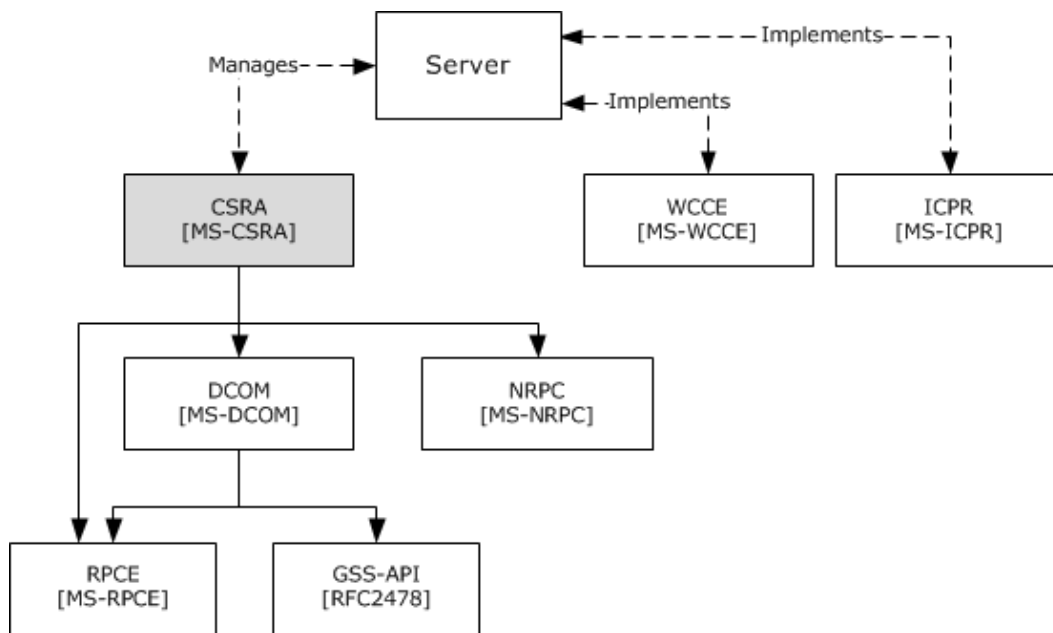 Server
Implements
Manages
Implements
CSRA
[MS-CSRA]
WCCE
[MS-WCCE]
ICPR
[MS-ICPR]
DCOM
[MS-DCOM]
NRPC
[MS-NRPC]
RPCE
[MS-RPCE]
GSS-API
[RFC2478]